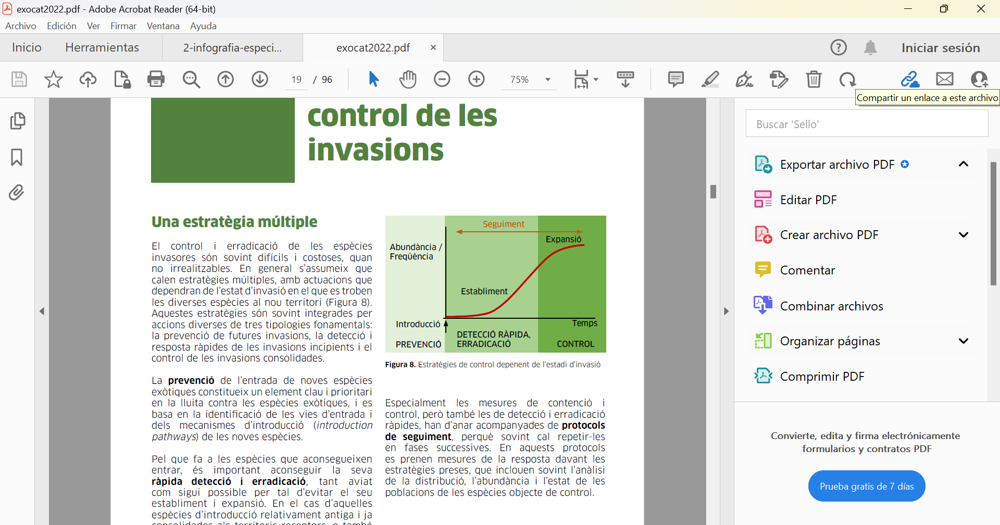 exocat2022.pdf - Adobe Acrobat Reader (64-bit)
Archivo Edición Ver Firmar Ventana Ayuda
Inicio Herramientas 2-infografia-especi... exocat2022.pdf × ? Iniciar sesión
19 / 96 75%
Compartir un enlace a este archivo
control de les
invasions
Una estratègia múltiple
El control i erradicació de les espècies
invasores són sovint difícils i costoses, quan
no irrealitzables. En general s'assumeix que
calen estratègies múltiples, amb actuacions que
dependran de l'estat d'invasió en el que es troben
les diverses espècies al nou territori (Figura 8).
Aquestes estratègies són sovint integrades per
accions diverses de tres tipologies fonamentals:
la prevenció de futures invasions, la detecció i
resposta ràpides de les invasions incipients i el
control de les invasions consolidades.
La prevenció de l'entrada de noves espècies
exòtiques constitueix un element clau i prioritari
en la lluita contra les espècies exòtiques, i es
basa en la identificació de les vies d'entrada i
dels mecanismes d'introducció (introduction
pathways) de les noves espècies.
Pel que fa a les espècies que aconsegueixen
entrar, és important aconseguir la seva
ràpida detecció i erradicació, tant aviat
com sigui possible per tal d'evitar el seu
establiment i expansió. En el cas d'aquelles
espècies d'introducció relativament antiga i ja
consolidades als territoris receptors, o també
Seguiment
Expansió
Abundància /
Freqüència
Establiment
Introducció
Temps
PREVENCIÓ
DETECCIÓ RÀPIDA,
ERRADICACIÓ
CONTROL
Figura 8. Estratègies de control depenent de l'estadi d'invasió
Especialment les mesures de contenció i
control, però també les de detecció i erradicació
ràpides, han d'anar acompanyades de protocols
de seguiment, perquè sovint cal repetir-les
en fases successives. En aquests protocols
es prenen mesures de la resposta davant les
estratègies preses, que inclouen sovint l'anàlisi
de la distribució, l'abundància i l'estat de les
poblacions de les espècies objecte de control.
Buscar 'Sello'
Exportar archivo PDF
Editar PDF
Crear archivo PDF
Comentar
Combinar archivos
Organizar páginas
Comprimir PDF
Convierte, edita y firma electrónicamente
formularios y contratos PDF
Prueba gratis de 7 días